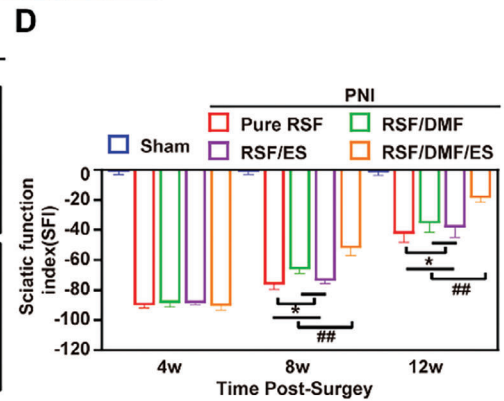 D
PNI
Sham
Pure RSF
RSF/DMF
RSF/ES
RSF/DMF/ES
Sciatic function
index(SFI)
0
-20
-40
-60
-80
-100
-120
*
##
*
##
4w
8w
12w
Time Post-Surgey